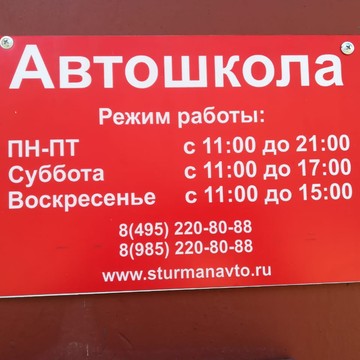 Автошкола
Режим работы:
ПН-ПТ с 11:00 до 21:00
Суббота с 11:00 до 17:00
Воскресенье с 11:00 до 15:00
8(495) 220-80-88
8(985) 220-80-88
www.sturmanavto.ru